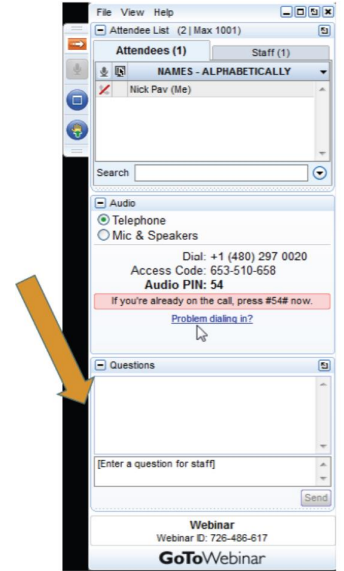 File View Help
Attendee List (2 | Max 1001)
Attendees (1) Staff (1)
NAMES - ALPHABETICALLY
Nick Pav (Me)
Search
Audio
Telephone
Mic & Speakers
Dial: +1 (480) 297 0020
Access Code: 653-510-658
Audio PIN: 54
If you're already on the call, press #54# now.
Problem dialing in?
Questions
[Enter a question for staff]
Send
Webinar
Webinar ID: 726-486-617
GoToWebinar